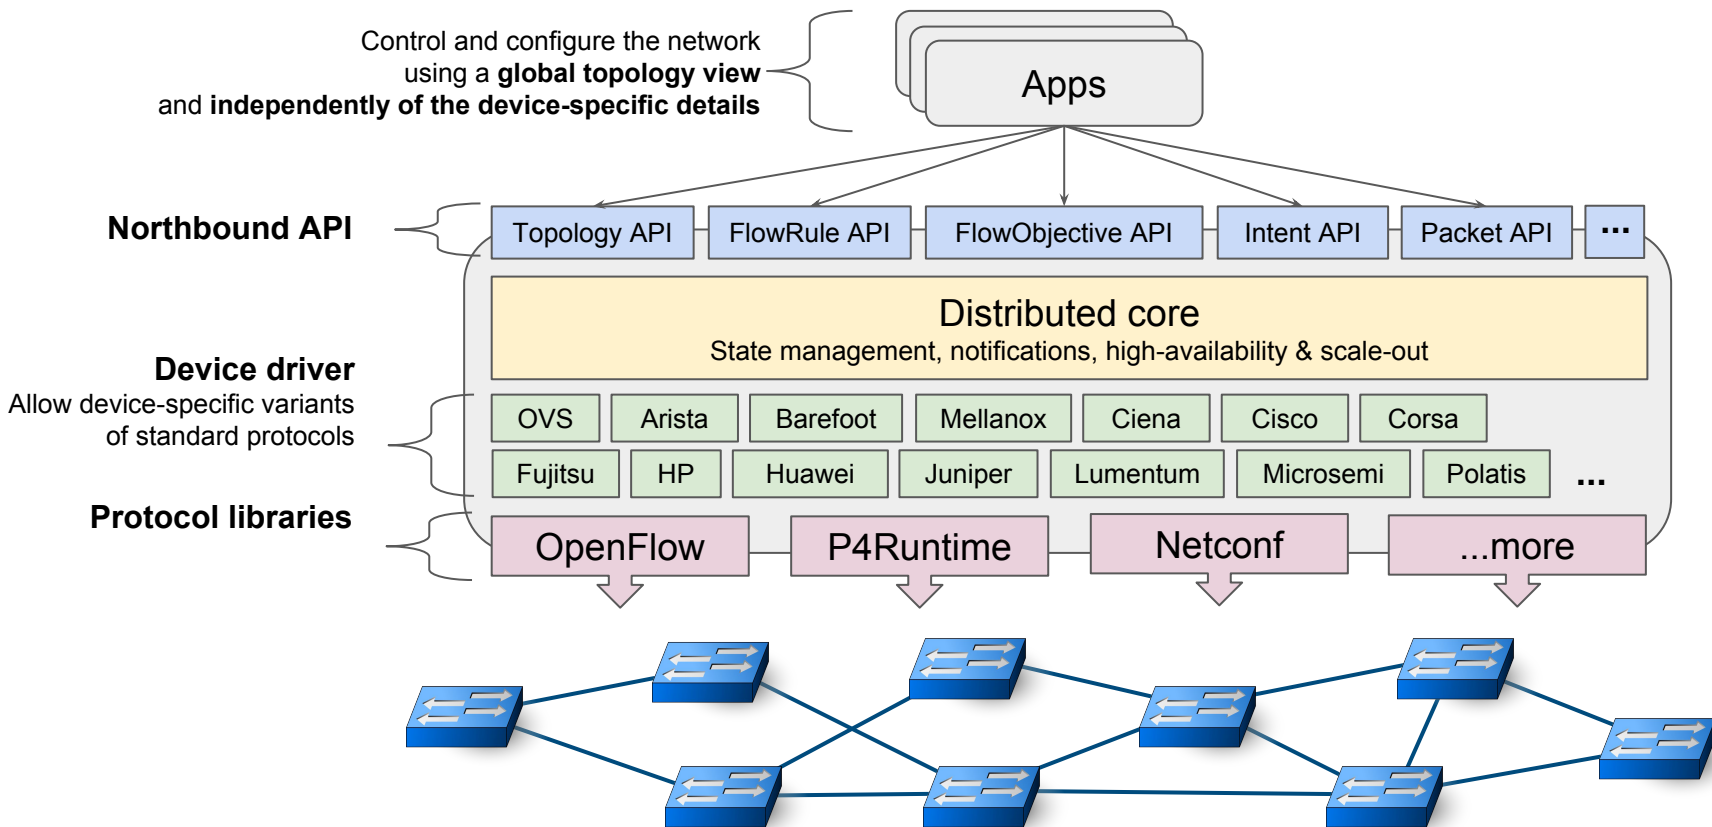 Control and configure the network
using a global topology view
and independently of the device-specific details
Apps
Northbound API
Topology API
FlowRule API
FlowObjective API
Intent API
Packet API
...
Distributed core
State management, notifications, high-availability & scale-out
Device driver
Allow device-specific variants
of standard protocols
OVS
Arista
Barefoot
Mellanox
Ciena
Cisco
Corsa
Fujitsu
HP
Huawei
Juniper
Lumentum
Microsemi
Polatis
...
Protocol libraries
OpenFlow
P4Runtime
Netconf
...more